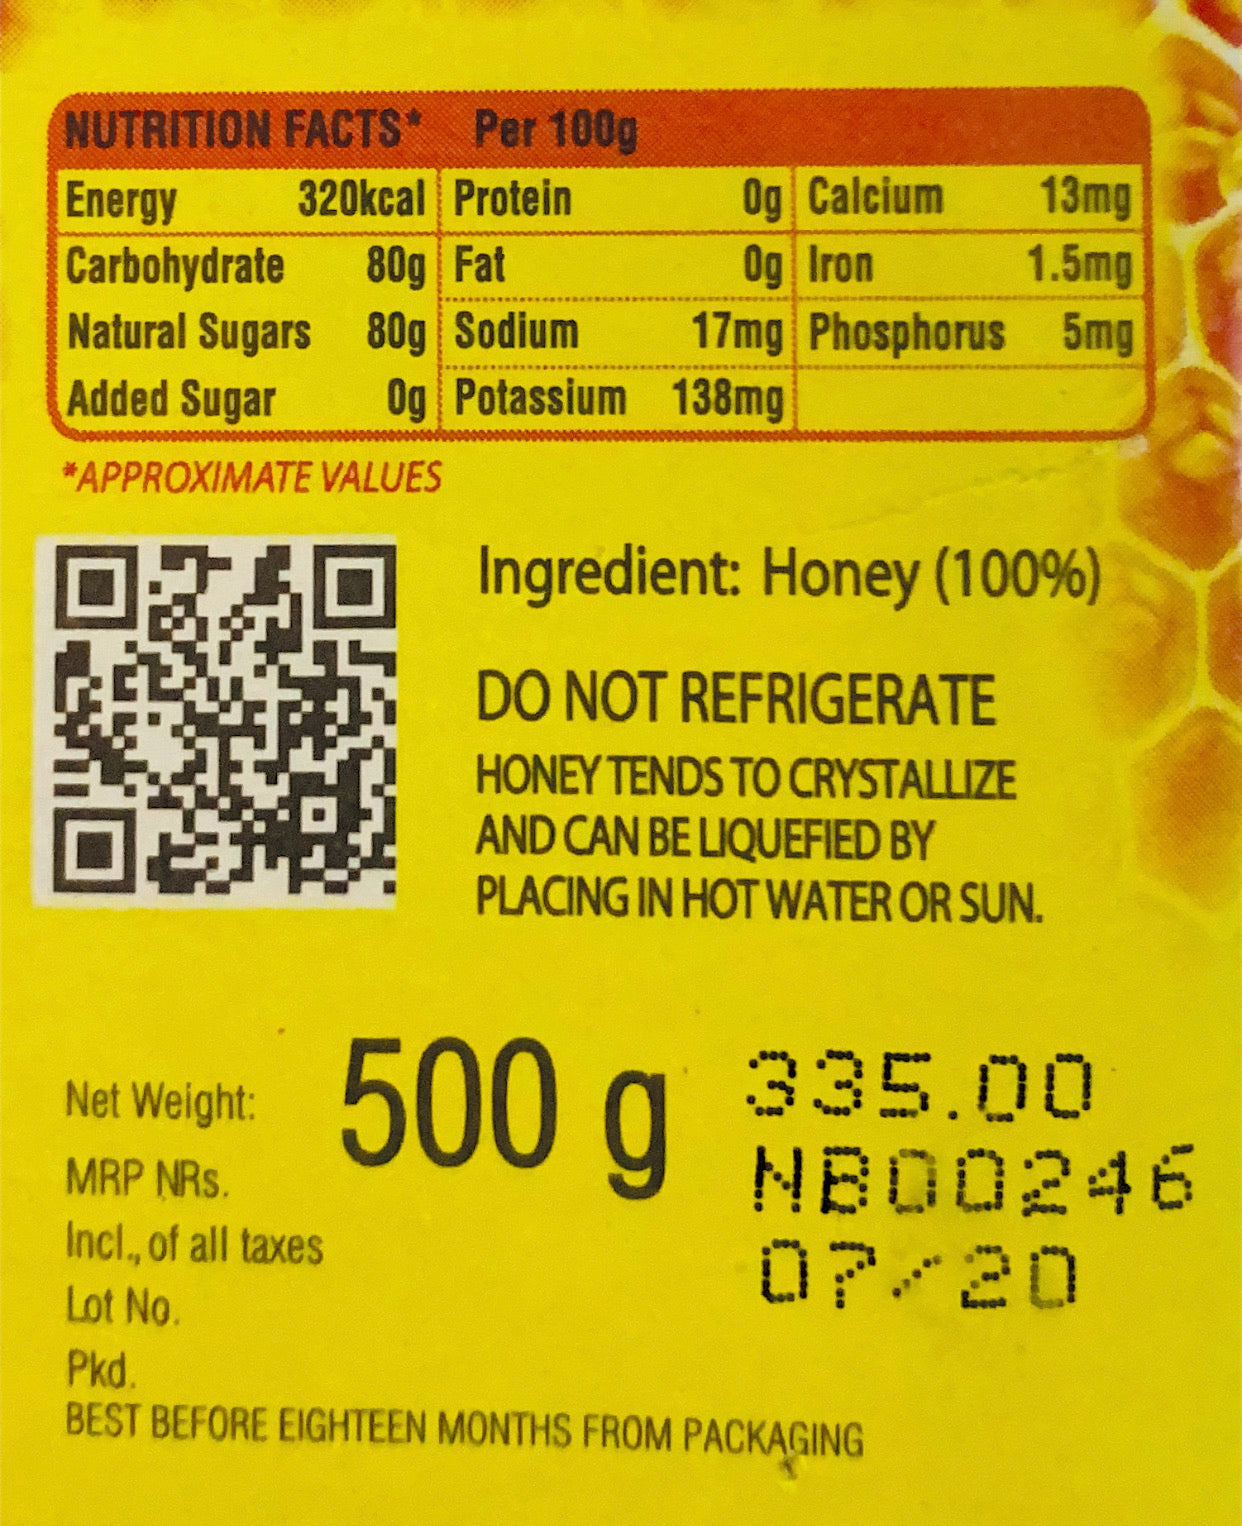 NUTRITION FACTS* Per 100g
Energy 320kcal Protein 0g Calcium 13mg
Carbohydrate 80g Fat 0g Iron 1.5mg
Natural Sugars 80g Sodium 17mg Phosphorus 5mg
Added Sugar 0g Potassium 138mg
*APPROXIMATE VALUES
Ingredient: Honey (100%)
DO NOT REFRIGERATE
HONEY TENDS TO CRYSTALLIZE
AND CAN BE LIQUEFIED BY
PLACING IN HOT WATER OR SUN.
Net Weight: 500 g
MRP NRs.
Incl., of all taxes
Lot No.
Pkd.
335.00
NB00246
07/20
BEST BEFORE EIGHTEEN MONTHS FROM PACKAGING